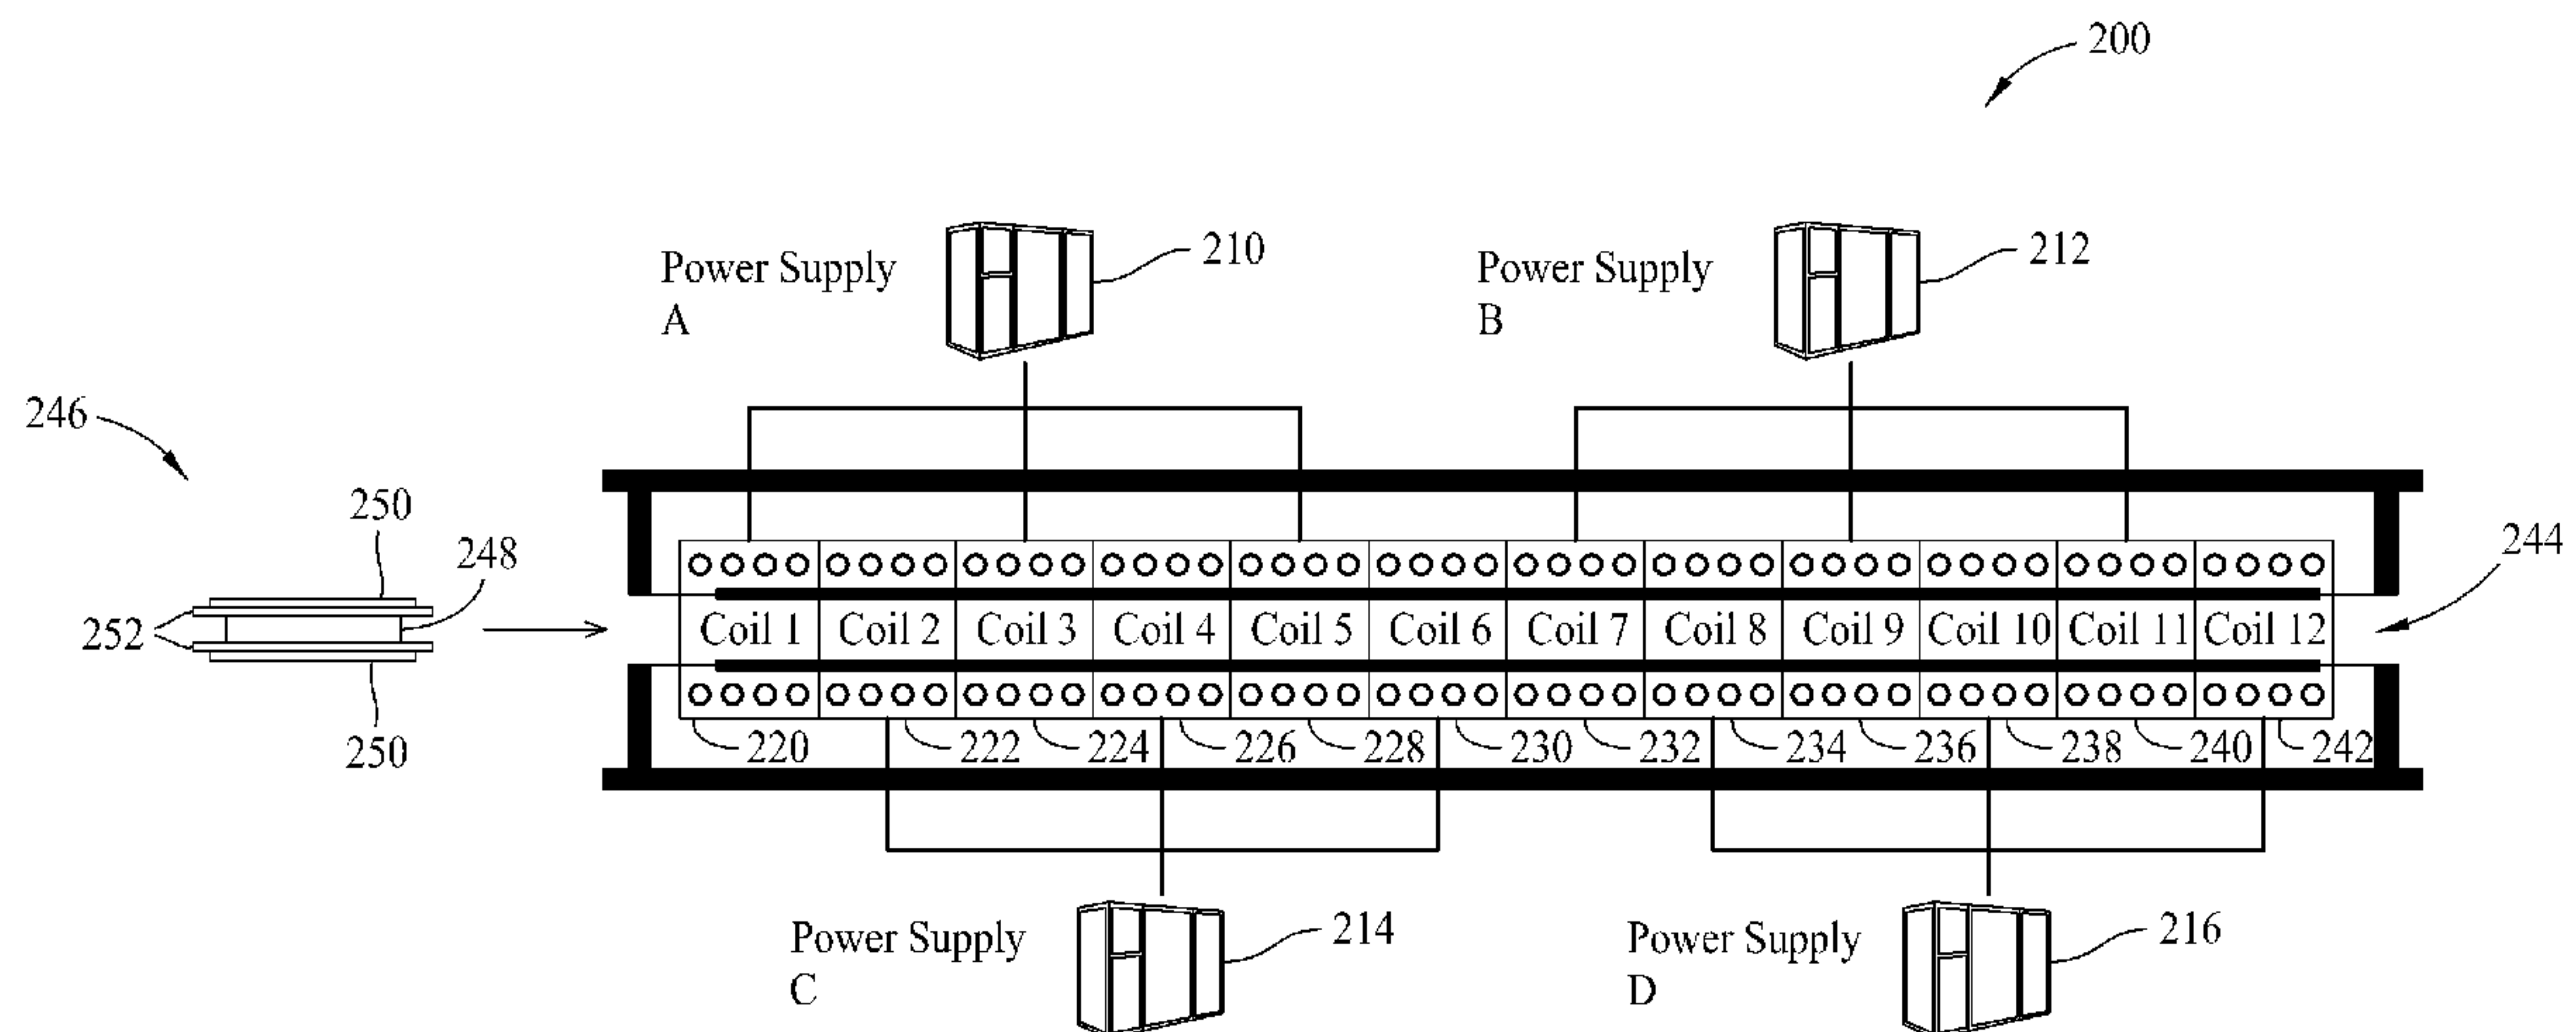 200
Power Supply
A
210
Power Supply
B
212
246
250
248
252
250
244
Coil 1 Coil 2 Coil 3 Coil 4 Coil 5 Coil 6 Coil 7 Coil 8 Coil 9 Coil 10 Coil 11 Coil 12
220 222 224 226 228 230 232 234 236 238 240 242
Power Supply
C
214
Power Supply
D
216